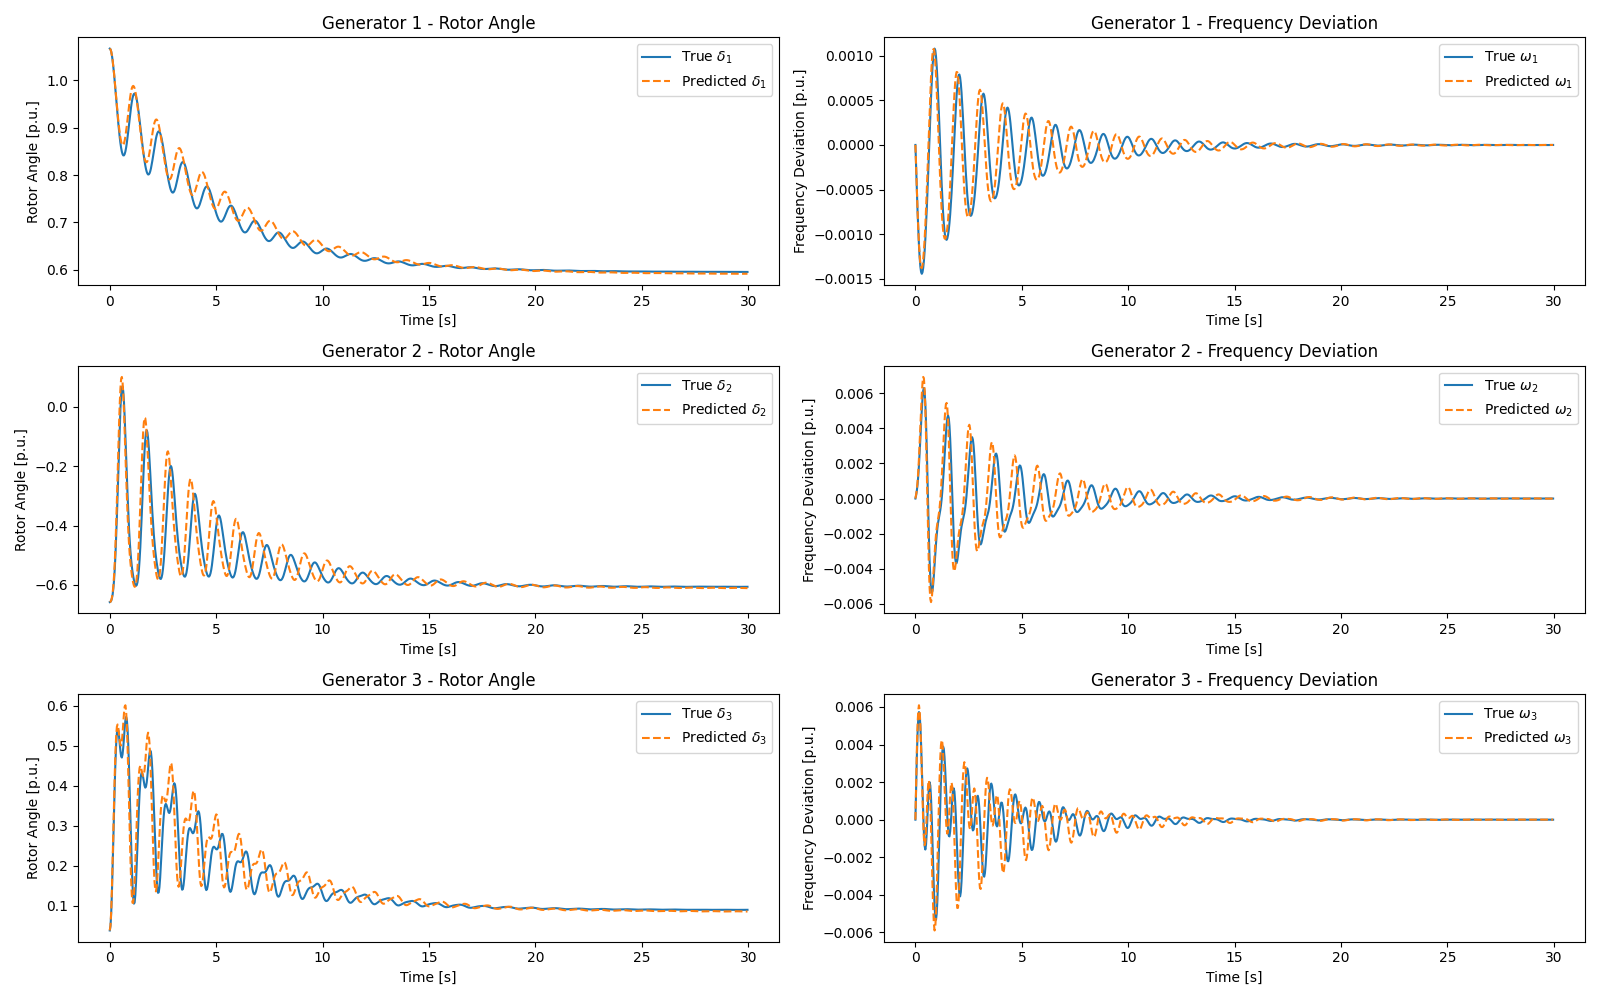 Generator 1 - Rotor Angle
Rotor Angle [p.u.]
1.0
0.9
0.8
0.7
0.6
True δ1
Predicted δ1
0 5 10 15 20 25 30
Time [s]
Generator 1 - Frequency Deviation
Frequency Deviation [p.u.]
0.0010
0.0005
0.0000
−0.0005
−0.0010
−0.0015
True ω1
Predicted ω1
0 5 10 15 20 25 30
Time [s]
Generator 2 - Rotor Angle
Rotor Angle [p.u.]
0.0
−0.2
−0.4
−0.6
True δ2
Predicted δ2
0 5 10 15 20 25 30
Time [s]
Generator 2 - Frequency Deviation
Frequency Deviation [p.u.]
0.006
0.004
0.002
0.000
−0.002
−0.004
−0.006
True ω2
Predicted ω2
0 5 10 15 20 25 30
Time [s]
Generator 3 - Rotor Angle
Rotor Angle [p.u.]
0.6
0.5
0.4
0.3
0.2
0.1
True δ3
Predicted δ3
0 5 10 15 20 25 30
Time [s]
Generator 3 - Frequency Deviation
Frequency Deviation [p.u.]
0.006
0.004
0.002
0.000
−0.002
−0.004
−0.006
True ω3
Predicted ω3
0 5 10 15 20 25 30
Time [s]